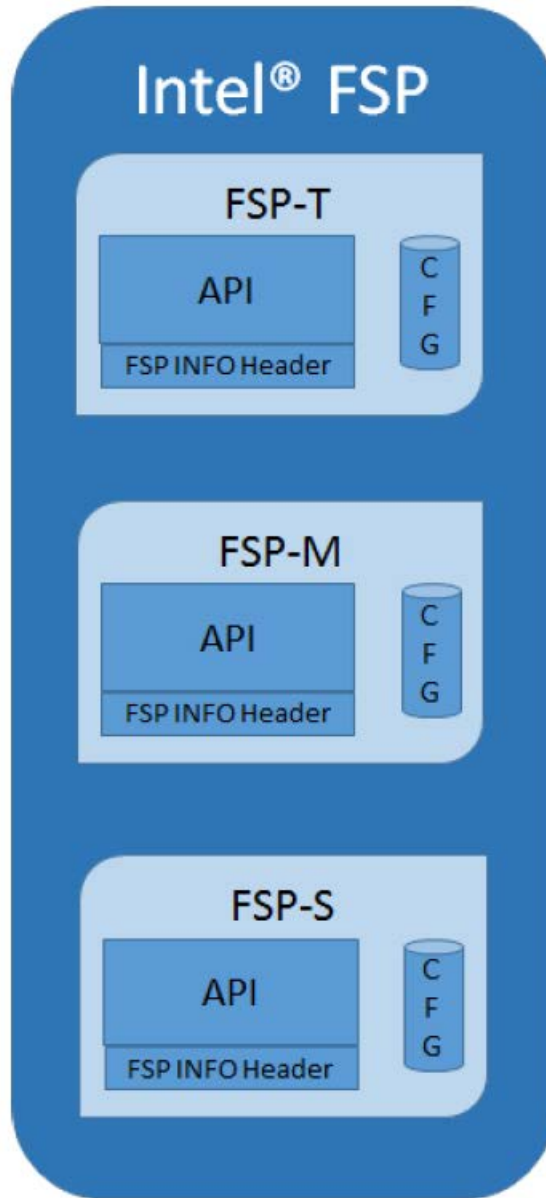 Intel® FSP
FSP-T
API
FSP INFO Header
C
F
G
FSP-M
API
FSP INFO Header
C
F
G
FSP-S
API
FSP INFO Header
C
F
G